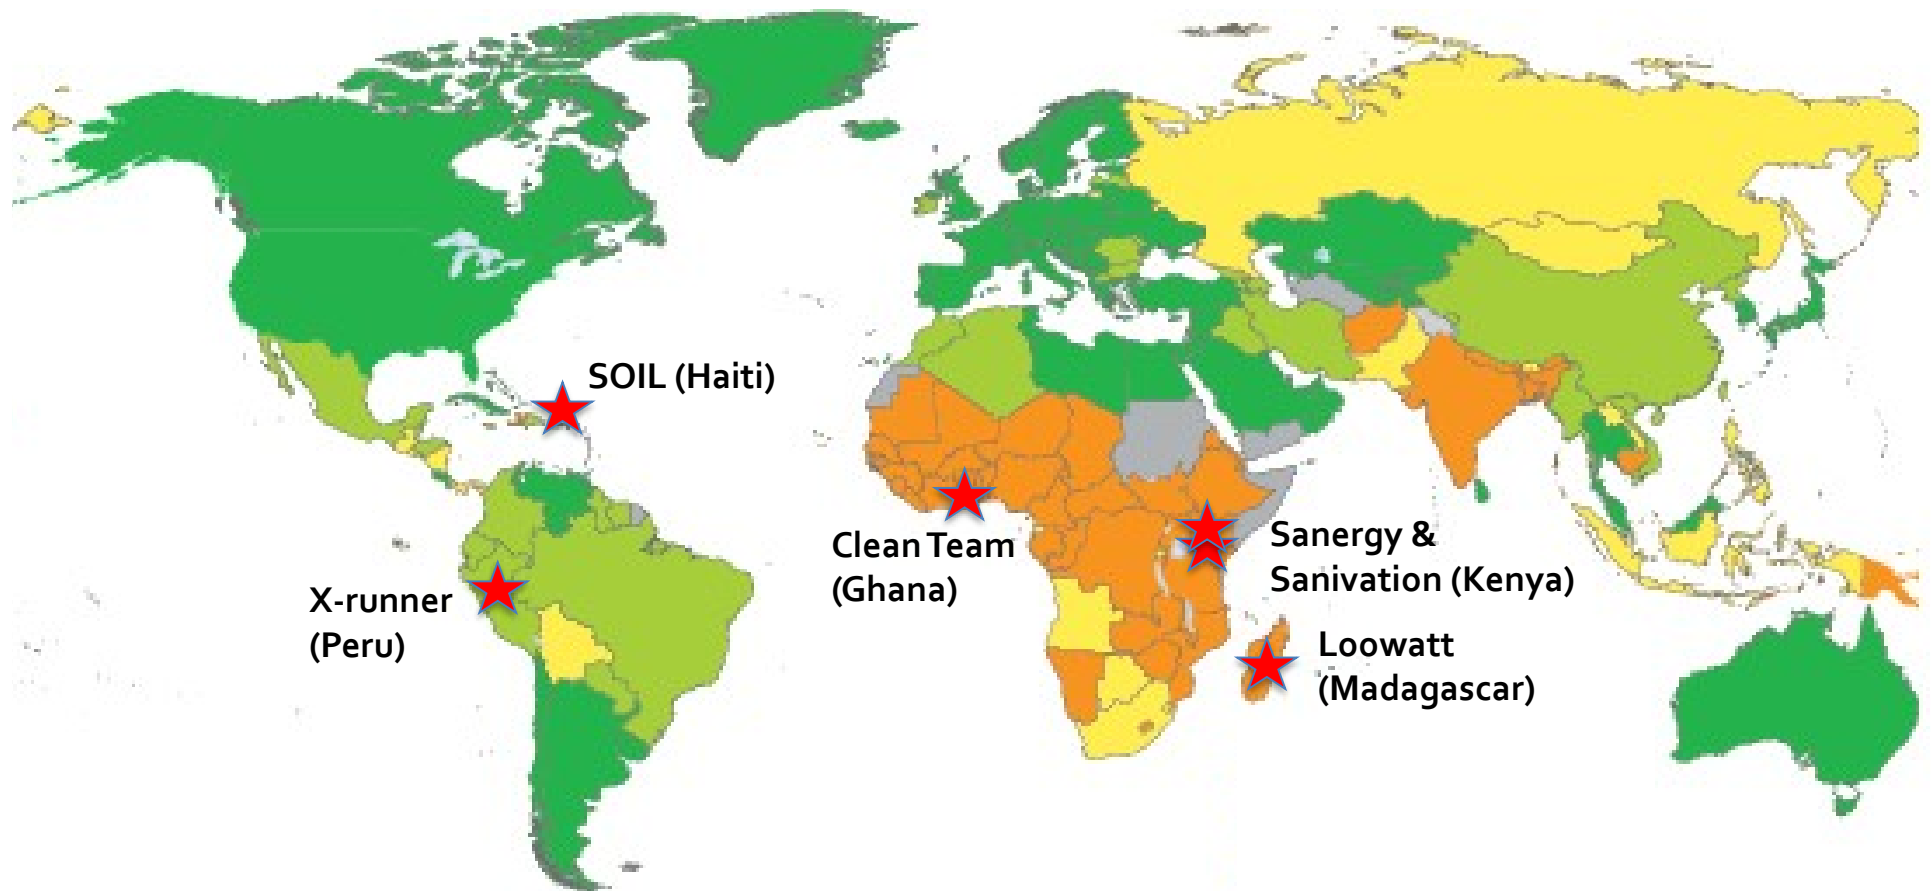 SOIL (Haiti)
Clean Team
(Ghana)
Sanergy &
Sanivation (Kenya)
X-runner
(Peru)
Loowatt
(Madagascar)